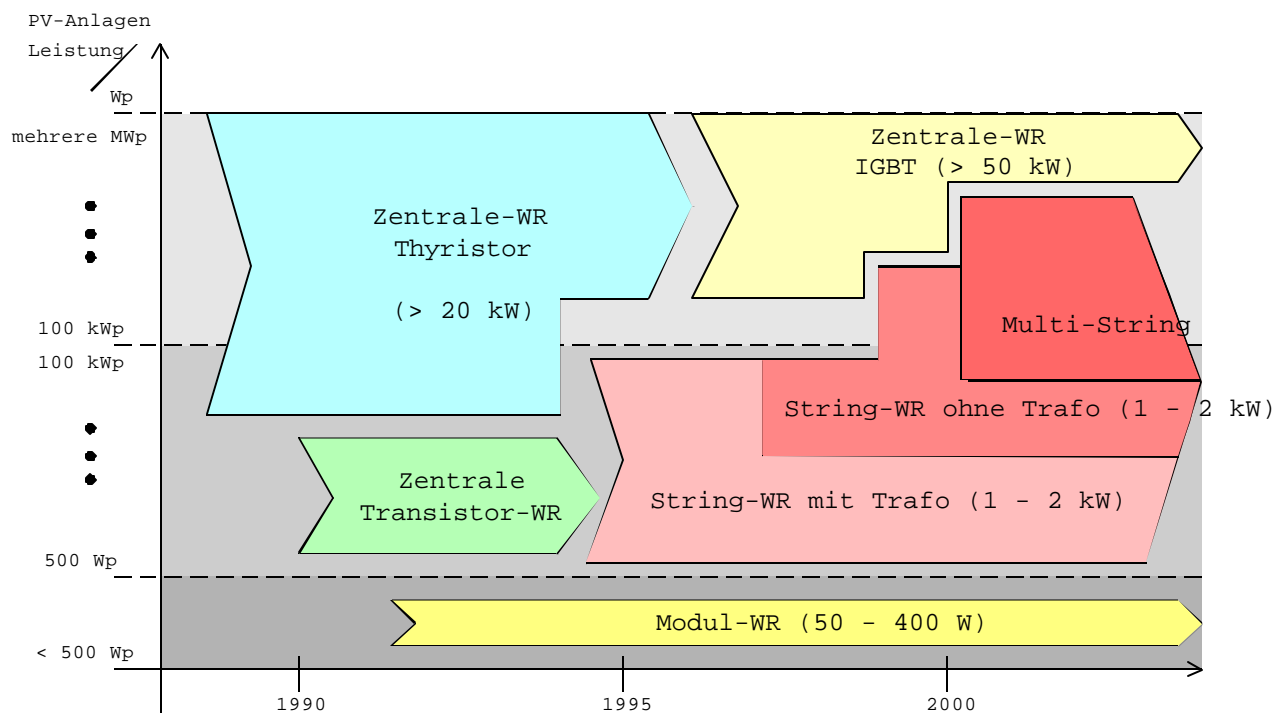 PV-Anlagen
Leistung
Wp
mehrere MWp
Zentrale-WR
IGBT (> 50 kW)
Zentrale-WR
Thyristor
(> 20 kW)
100 kWp
Multi-String
100 kWp
String-WR ohne Trafo (1 - 2 kW)
Zentrale
Transistor-WR
String-WR mit Trafo (1 - 2 kW)
500 Wp
Modul-WR (50 - 400 W)
< 500 Wp
1990
1995
2000